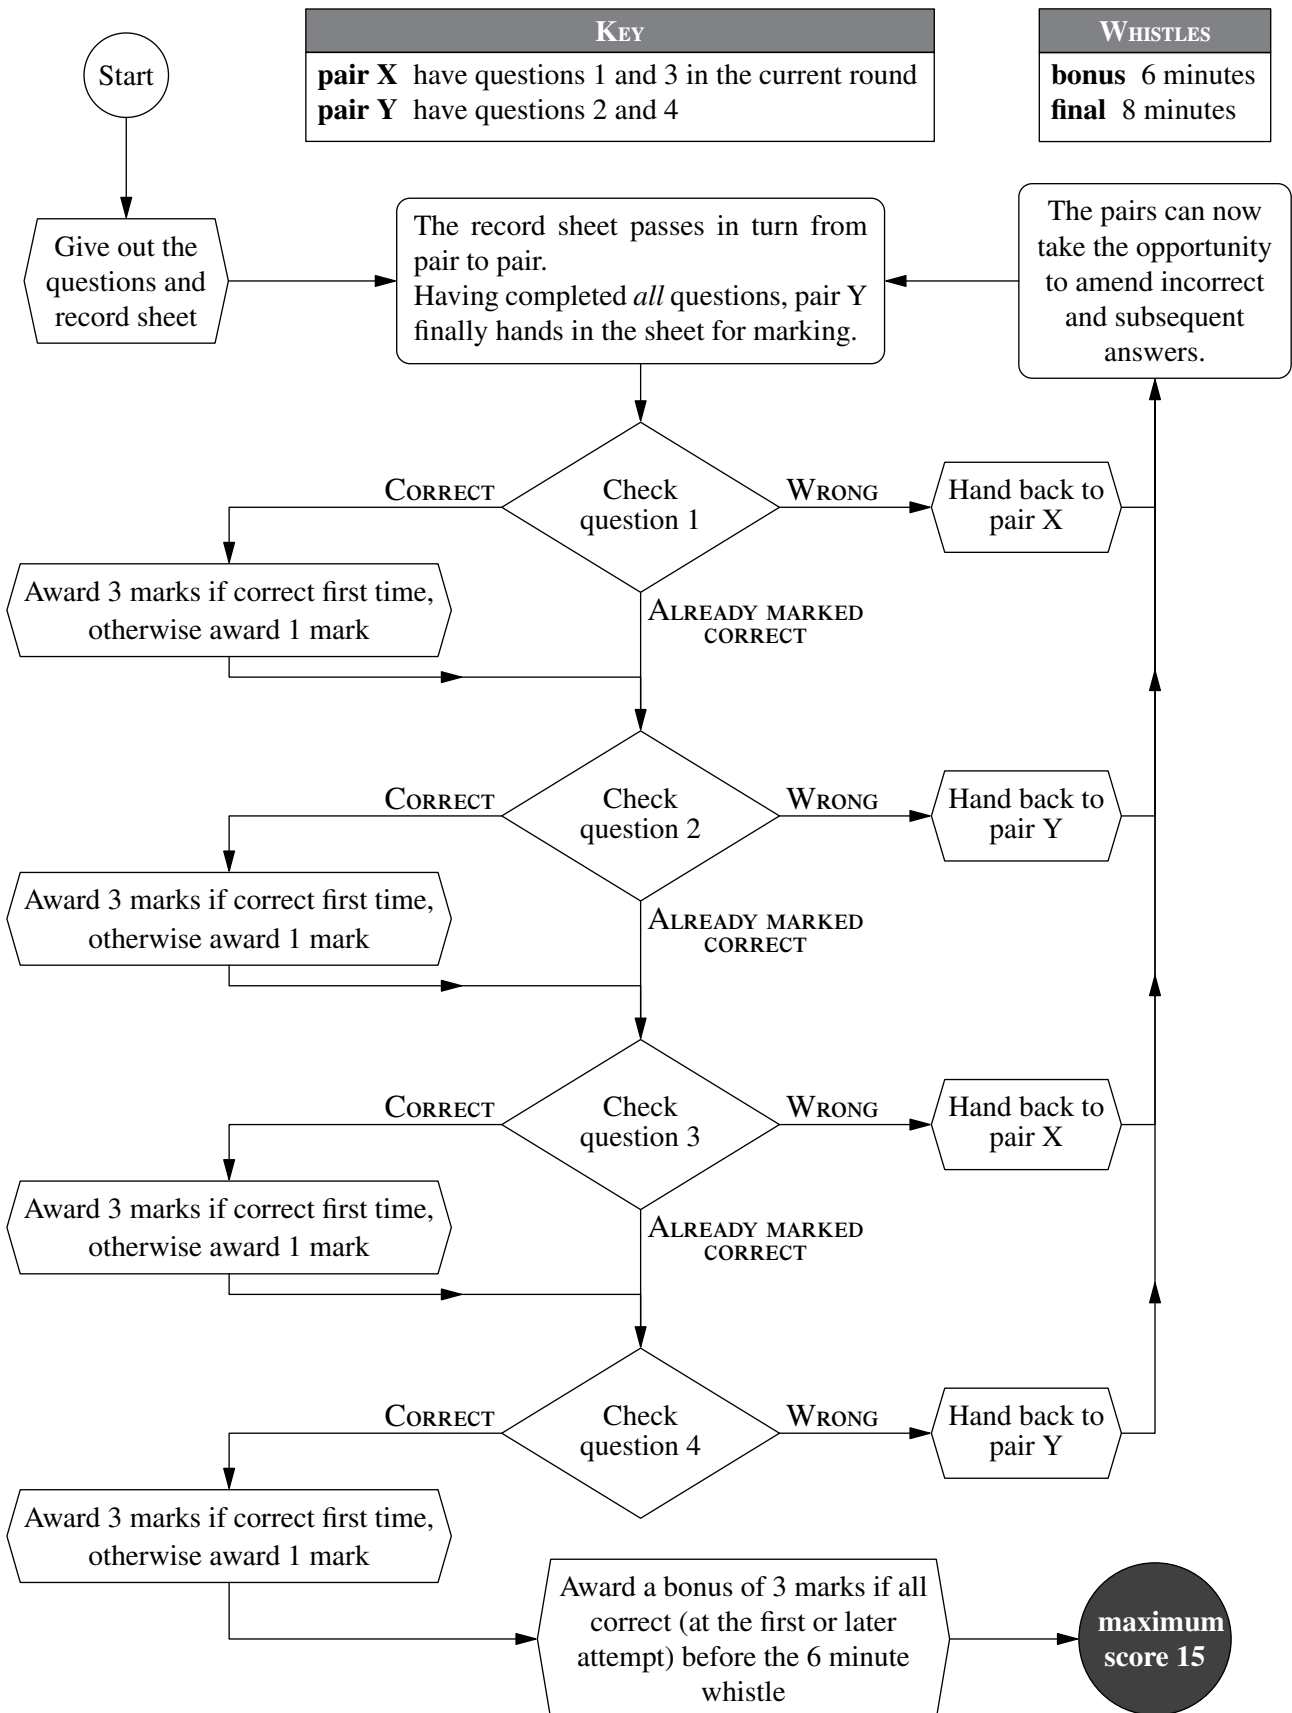 Start
KEY
pair X have questions 1 and 3 in the current round
pair Y have questions 2 and 4
WHISTLES
bonus 6 minutes
final 8 minutes
Give out the
questions and
record sheet
The record sheet passes in turn from
pair to pair.
Having completed all questions, pair Y
finally hands in the sheet for marking.
The pairs can now
take the opportunity
to amend incorrect
and subsequent
answers.
CORRECT
Check
question 1
WRONG
Hand back to
pair X
Award 3 marks if correct first time,
otherwise award 1 mark
ALREADY MARKED
CORRECT
CORRECT
Check
question 2
WRONG
Hand back to
pair Y
Award 3 marks if correct first time,
otherwise award 1 mark
ALREADY MARKED
CORRECT
CORRECT
Check
question 3
WRONG
Hand back to
pair X
Award 3 marks if correct first time,
otherwise award 1 mark
ALREADY MARKED
CORRECT
CORRECT
Check
question 4
WRONG
Hand back to
pair Y
Award 3 marks if correct first time,
otherwise award 1 mark
Award a bonus of 3 marks if all
correct (at the first or later
attempt) before the 6 minute
whistle
maximum
score 15